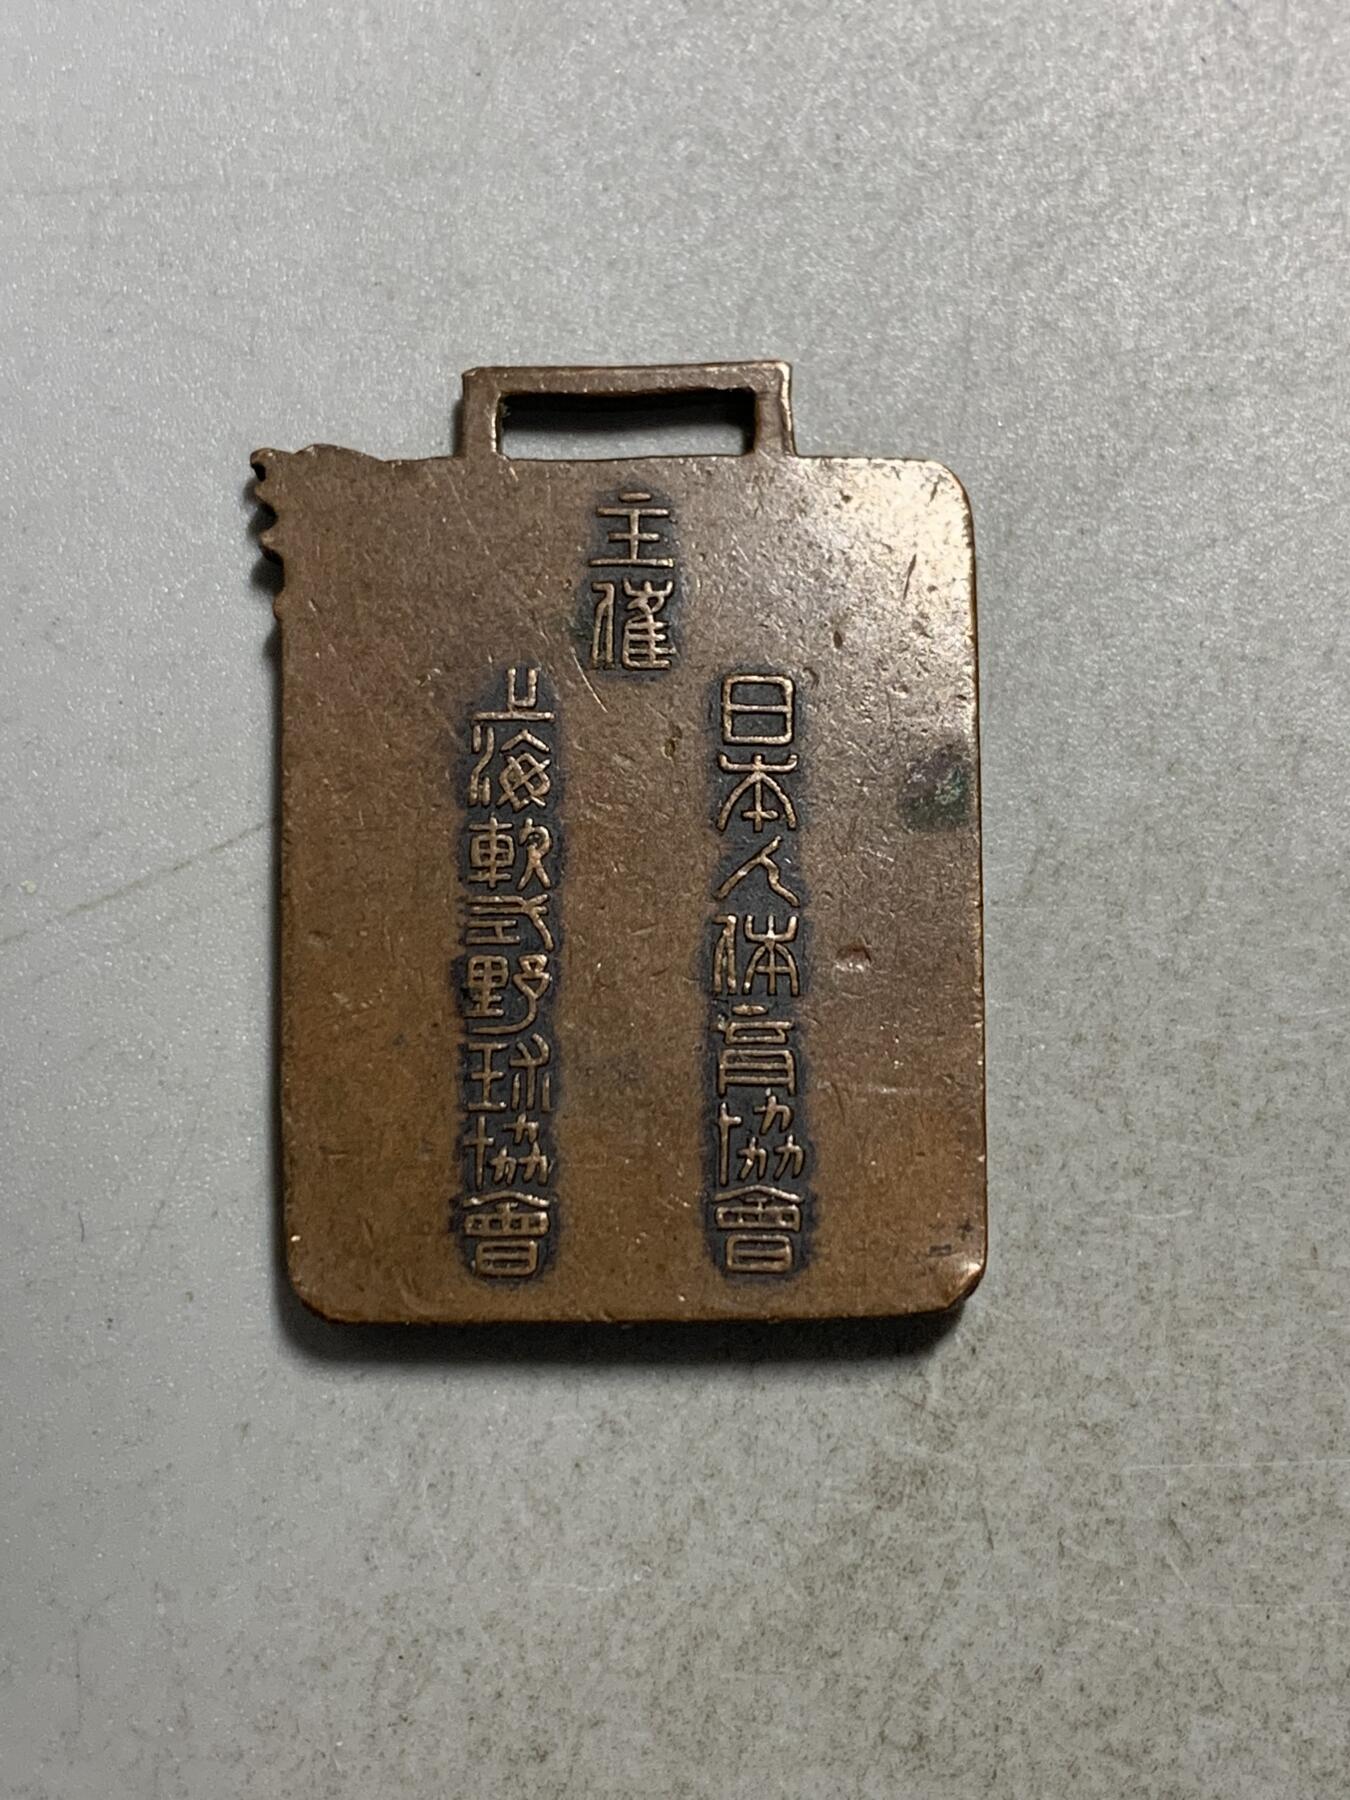 主催
日本人体育協會
上海軟式野球協會